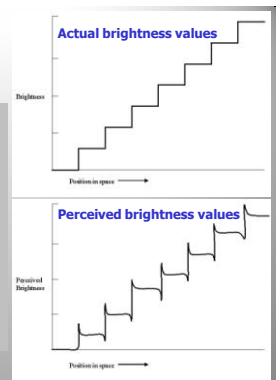 Actual brightness values
Brightness
Position in space
Perceived brightness values
Perceived
Brightness
Position in space